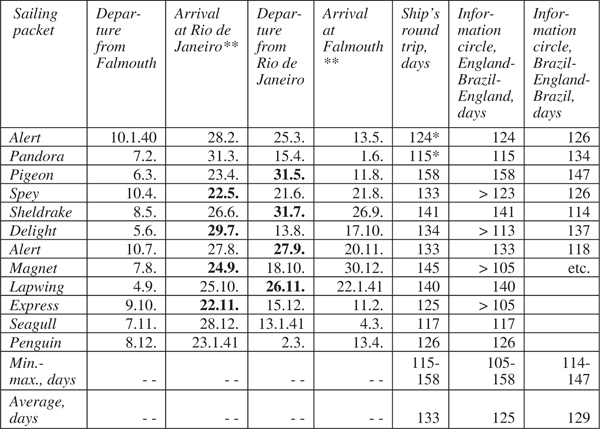 Sailing packet | Depar-ture from Falmouth | Arrival at Rio de Janeiro** | Depar-ture from Rio de Janeiro | Arrival at Falmouth ** | Ship's round trip, days | Infor-mation circle, England-Brazil-England, days | Infor-mation circle, Brazil-England-Brazil, days
Alert | 10.1.40 | 28.2. | 25.3. | 13.5. | 124* | 124 | 126
Pandora | 7.2. | 31.3. | 15.4. | 1.6. | 115* | 115 | 134
Pigeon | 6.3. | 23.4. | 31.5. | 11.8. | 158 | 158 | 147
Spey | 10.4. | 22.5. | 21.6. | 21.8. | 133 | > 123 | 126
Sheldrake | 8.5. | 26.6. | 31.7. | 26.9. | 141 | 141 | 114
Delight | 5.6. | 29.7. | 13.8. | 17.10. | 134 | > 113 | 137
Alert | 10.7. | 27.8. | 27.9. | 20.11. | 133 | 133 | 118
Magnet | 7.8. | 24.9. | 18.10. | 30.12. | 145 | > 105 | etc.
Lapwing | 4.9. | 25.10. | 26.11. | 22.1.41 | 140 | 140
Express | 9.10. | 22.11. | 15.12. | 11.2. | 125 | > 105
Seagull | 7.11. | 28.12. | 13.1.41 | 4.3. | 117 | 117
Penguin | 8.12. | 23.1.41 | 2.3. | 13.4. | 126 | 126
Min.-max., days | - - | - - | - - | - - | 115-158 | 105-158 | 114-147
Average, days | - - | - - | - - | - - | 133 | 125 | 129